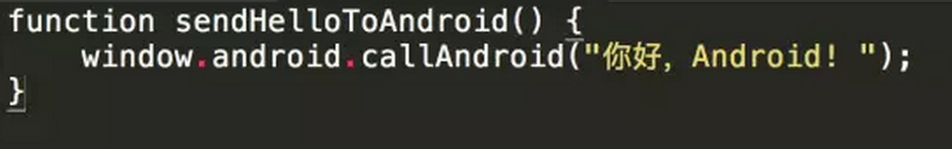 function sendHelloToAndroid() {
    window.android.callAndroid("你好，Android! ");
}